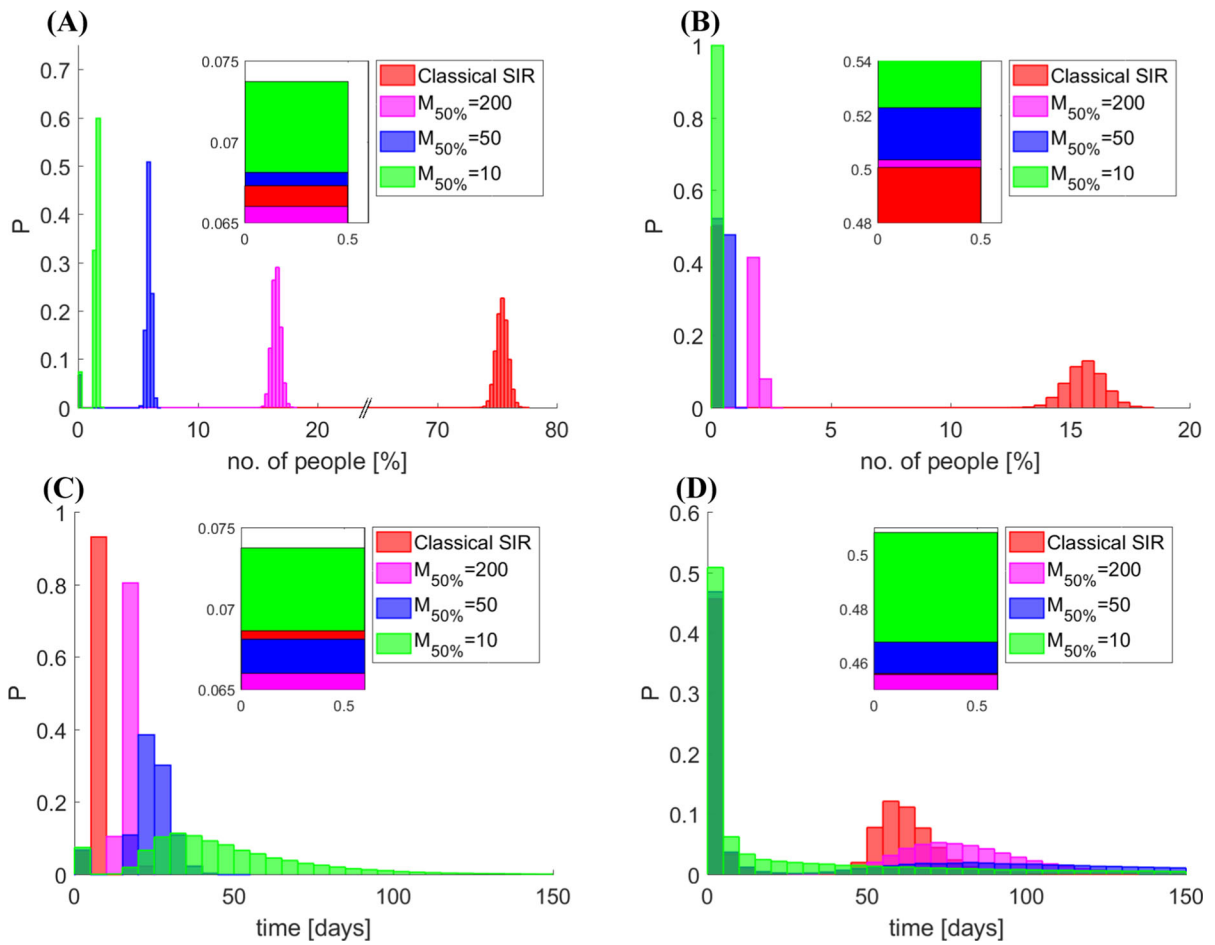 (A)
0.7
0.6
0.5
0.4
0.3
0.2
0.1
0
P
0 10 20 70 80
no. of people [%]
0.075
0.07
0.065
0 0.5
Classical SIR
M50%=200
M50%=50
M50%=10
(B)
1
0.8
0.6
0.4
0.2
0
P
0 5 10 15 20
no. of people [%]
0.54
0.52
0.5
0.48
0 0.5
Classical SIR
M50%=200
M50%=50
M50%=10
(C)
1
0.8
0.6
0.4
0.2
0
P
0 50 100 150
time [days]
0.075
0.07
0.065
0 0.5
Classical SIR
M50%=200
M50%=50
M50%=10
(D)
0.6
0.5
0.4
0.3
0.2
0.1
0
P
0 50 100 150
time [days]
0.5
0.48
0.46
0 0.5
Classical SIR
M50%=200
M50%=50
M50%=10